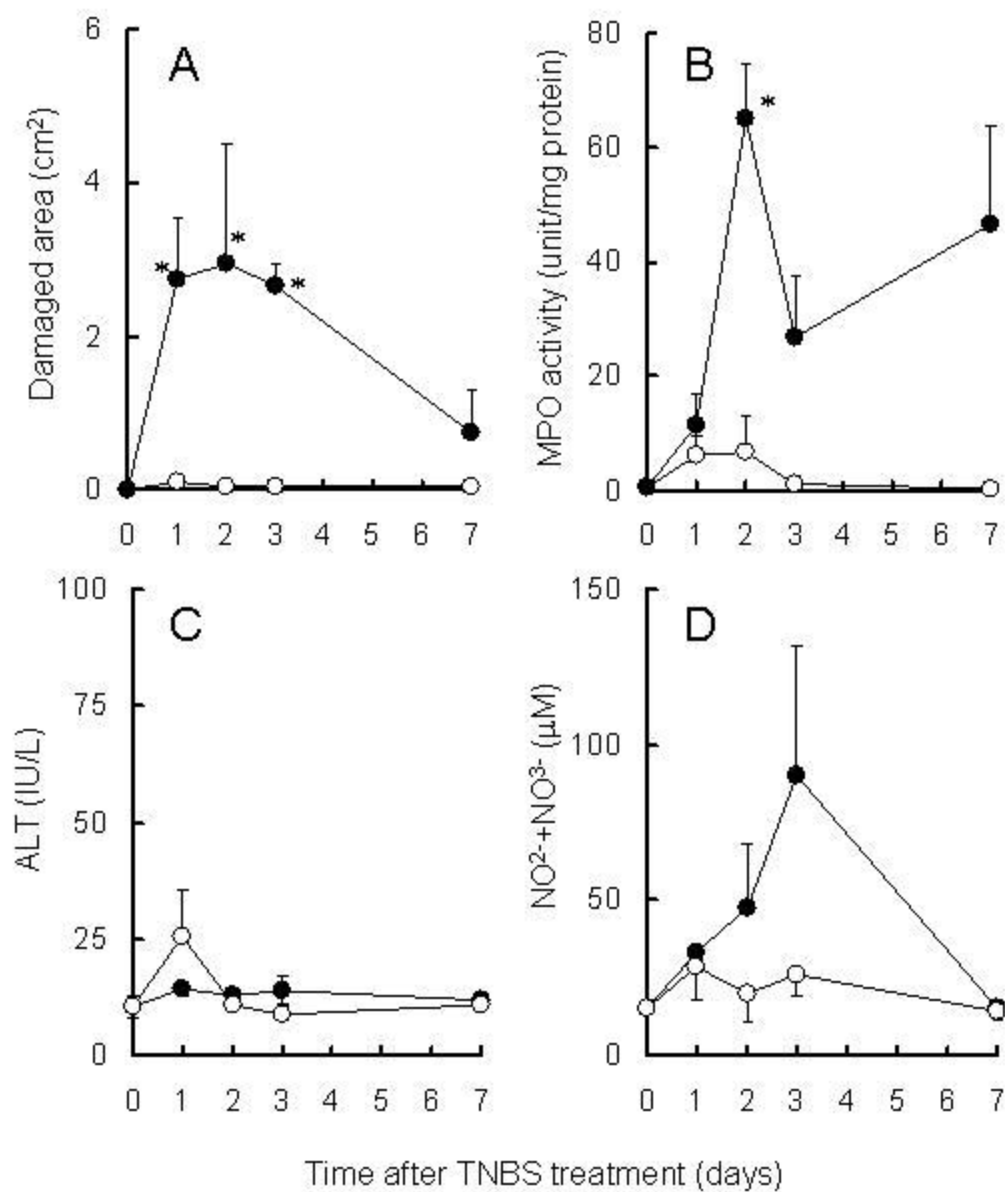 A
Damaged area (cm²)
6
4
2
0
0 1 2 3 4 5 6 7
*
*
*
B
MPO activity (unit/mg protein)
80
60
40
20
0
0 1 2 3 4 5 6 7
*
C
ALT (IU/L)
100
75
50
25
0
0 1 2 3 4 5 6 7
D
NO²⁻+NO³⁻ (μM)
150
100
50
0
0 1 2 3 4 5 6 7
Time after TNBS treatment (days)